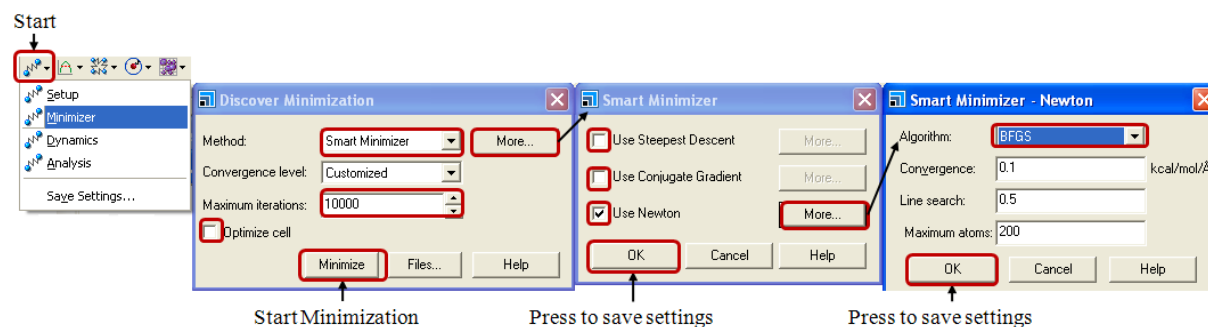 Start
Setup
Minimizer
Dynamics
Analysis
Save Settings...
Discover Minimization
Method: Smart Minimizer More...
Convergence level: Customized
Maximum iterations: 10000
Optimize cell
Minimize Files... Help
Start Minimization
Smart Minimizer
Use Steepest Descent More...
Use Conjugate Gradient More...
Use Newton More...
OK Cancel Help
Press to save settings
Smart Minimizer - Newton
Algorithm: BFGS
Convergence: 0.1 kcal/mol/Å
Line search: 0.5
Maximum atoms: 200
OK Cancel Help
Press to save settings